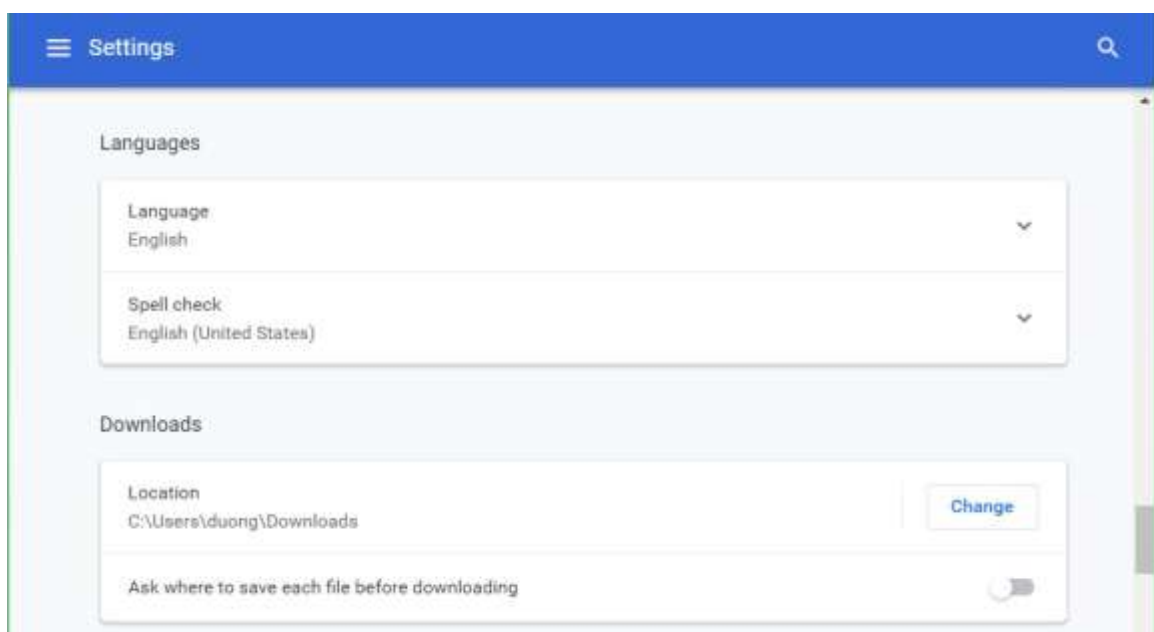 Settings
Languages
Language
English
Spell check
English (United States)
Downloads
Location
C:\Users\duong\Downloads
Change
Ask where to save each file before downloading